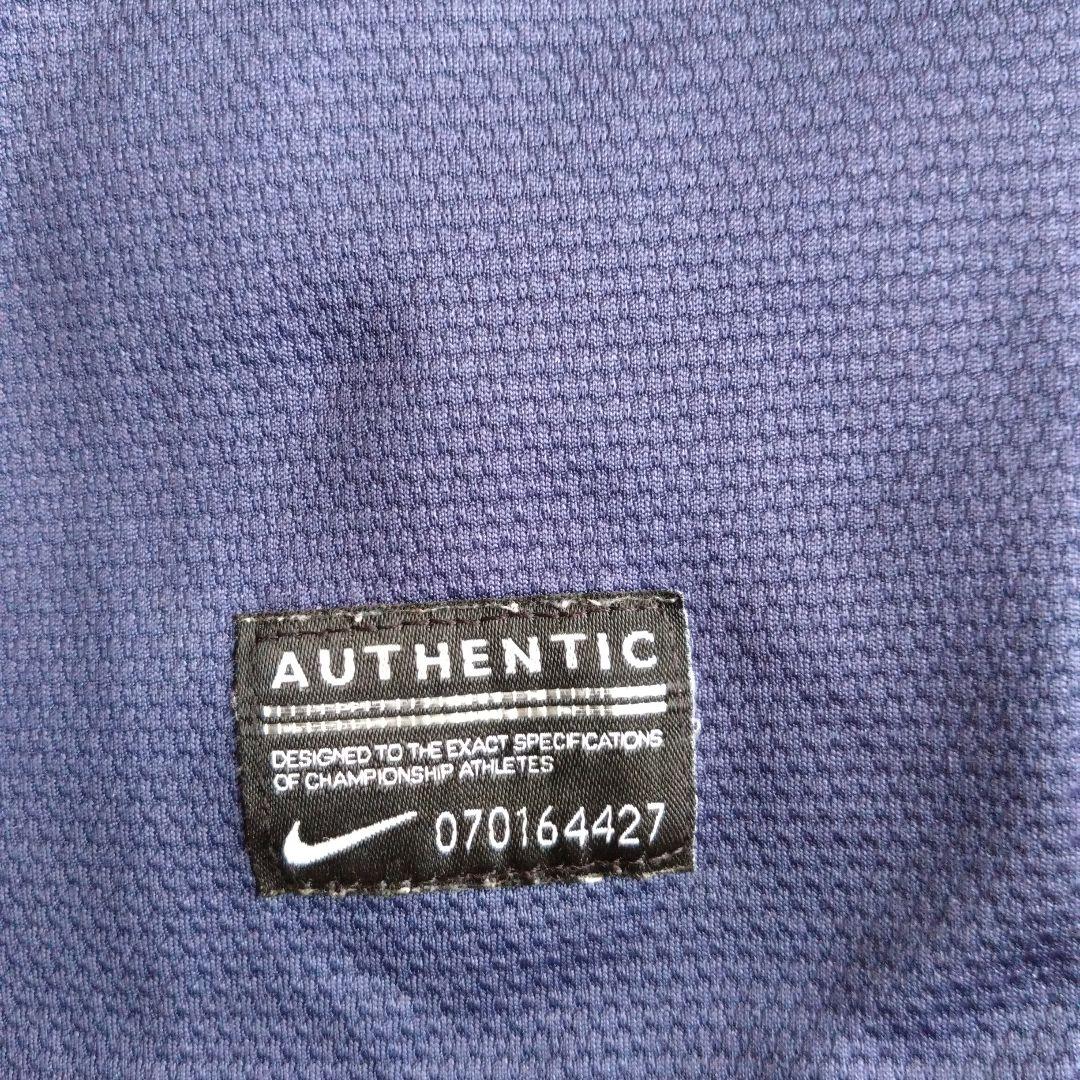 AUTHENTIC
DESIGNED TO THE EXACT SPECIFICATIONS
OF CHAMPIONSHIP ATHLETES
070164427